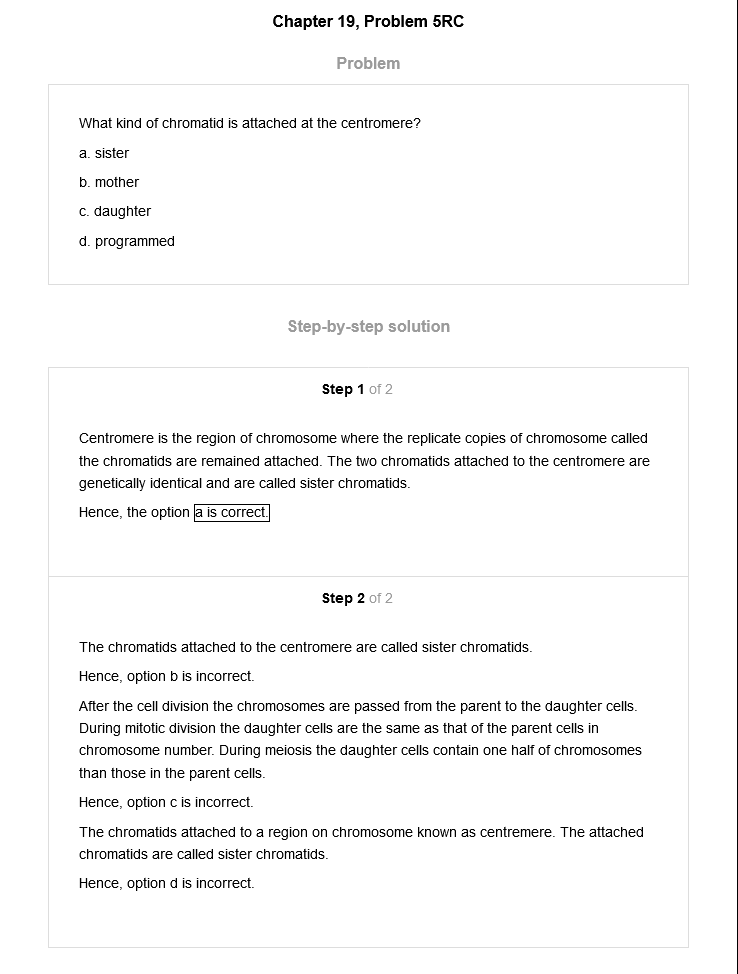 Chapter 19, Problem 5RC
Problem
What kind of chromatid is attached at the centromere?
a. sister
b. mother
c. daughter
d. programmed
Step-by-step solution
Step 1 of 2
Centromere is the region of chromosome where the replicate copies of chromosome called
the chromatids are remained attached. The two chromatids attached to the centromere are
genetically identical and are called sister chromatids.
Hence, the option a is correct.
Step 2 of 2
The chromatids attached to the centromere are called sister chromatids.
Hence, option b is incorrect.
After the cell division the chromosomes are passed from the parent to the daughter cells.
During mitotic division the daughter cells are the same as that of the parent cells in
chromosome number. During meiosis the daughter cells contain one half of chromosomes
than those in the parent cells.
Hence, option c is incorrect.
The chromatids attached to a region on chromosome known as centremere. The attached
chromatids are called sister chromatids.
Hence, option d is incorrect.